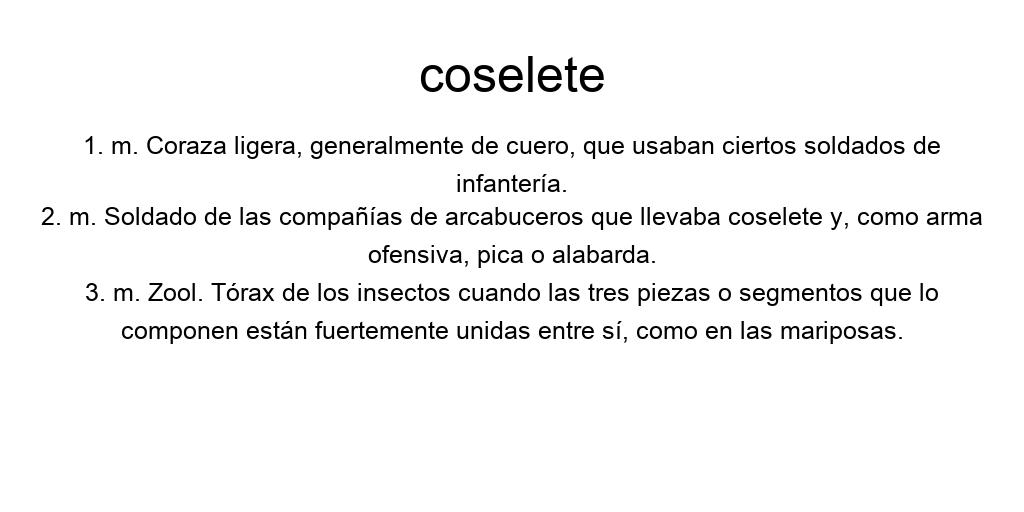 coselete
1. m. Coraza ligera, generalmente de cuero, que usaban ciertos soldados de
infantería.
2. m. Soldado de las compañías de arcabuceros que llevaba coselete y, como arma
ofensiva, pica o alabarda.
3. m. Zool. Tórax de los insectos cuando las tres piezas o segmentos que lo
componen están fuertemente unidas entre sí, como en las mariposas.